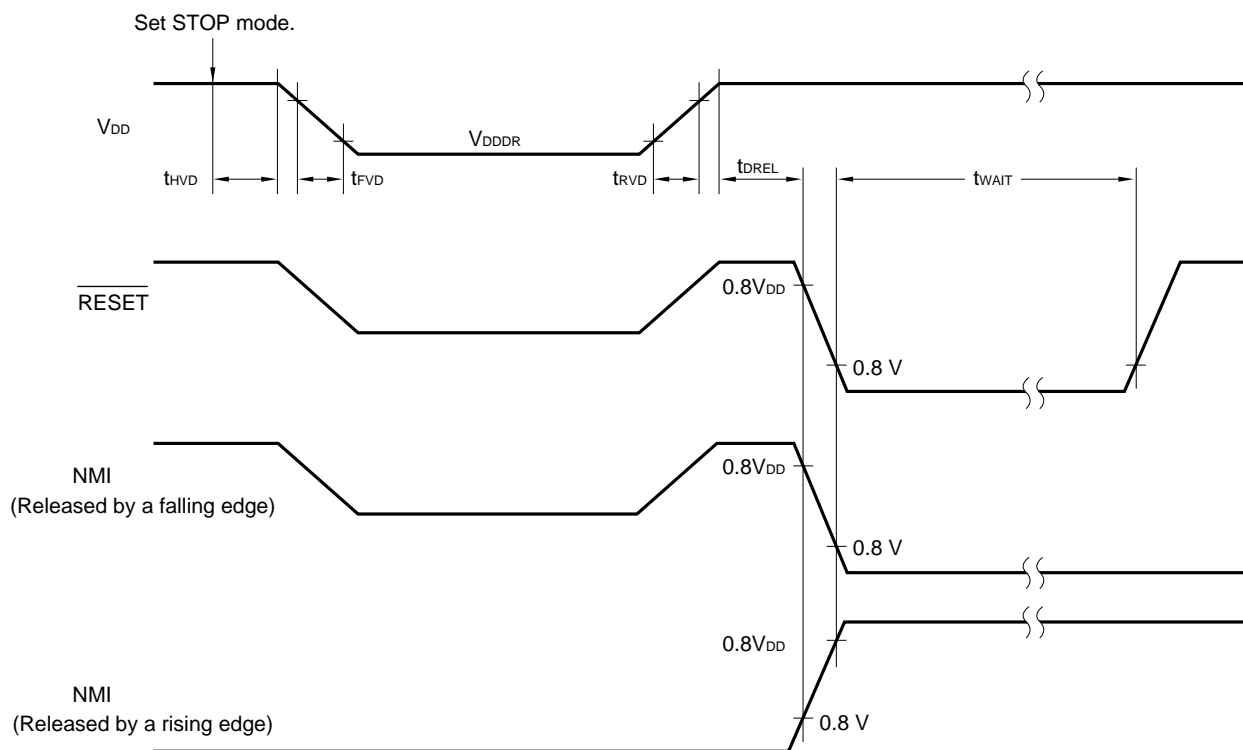 Set STOP mode.
VDD
VDDDR
tHVD
tFVD
tRVD
tDREL
tWAIT
RESET
0.8VDD
0.8 V
NMI
(Released by a falling edge)
0.8VDD
0.8 V
NMI
(Released by a rising edge)
0.8VDD
0.8 V